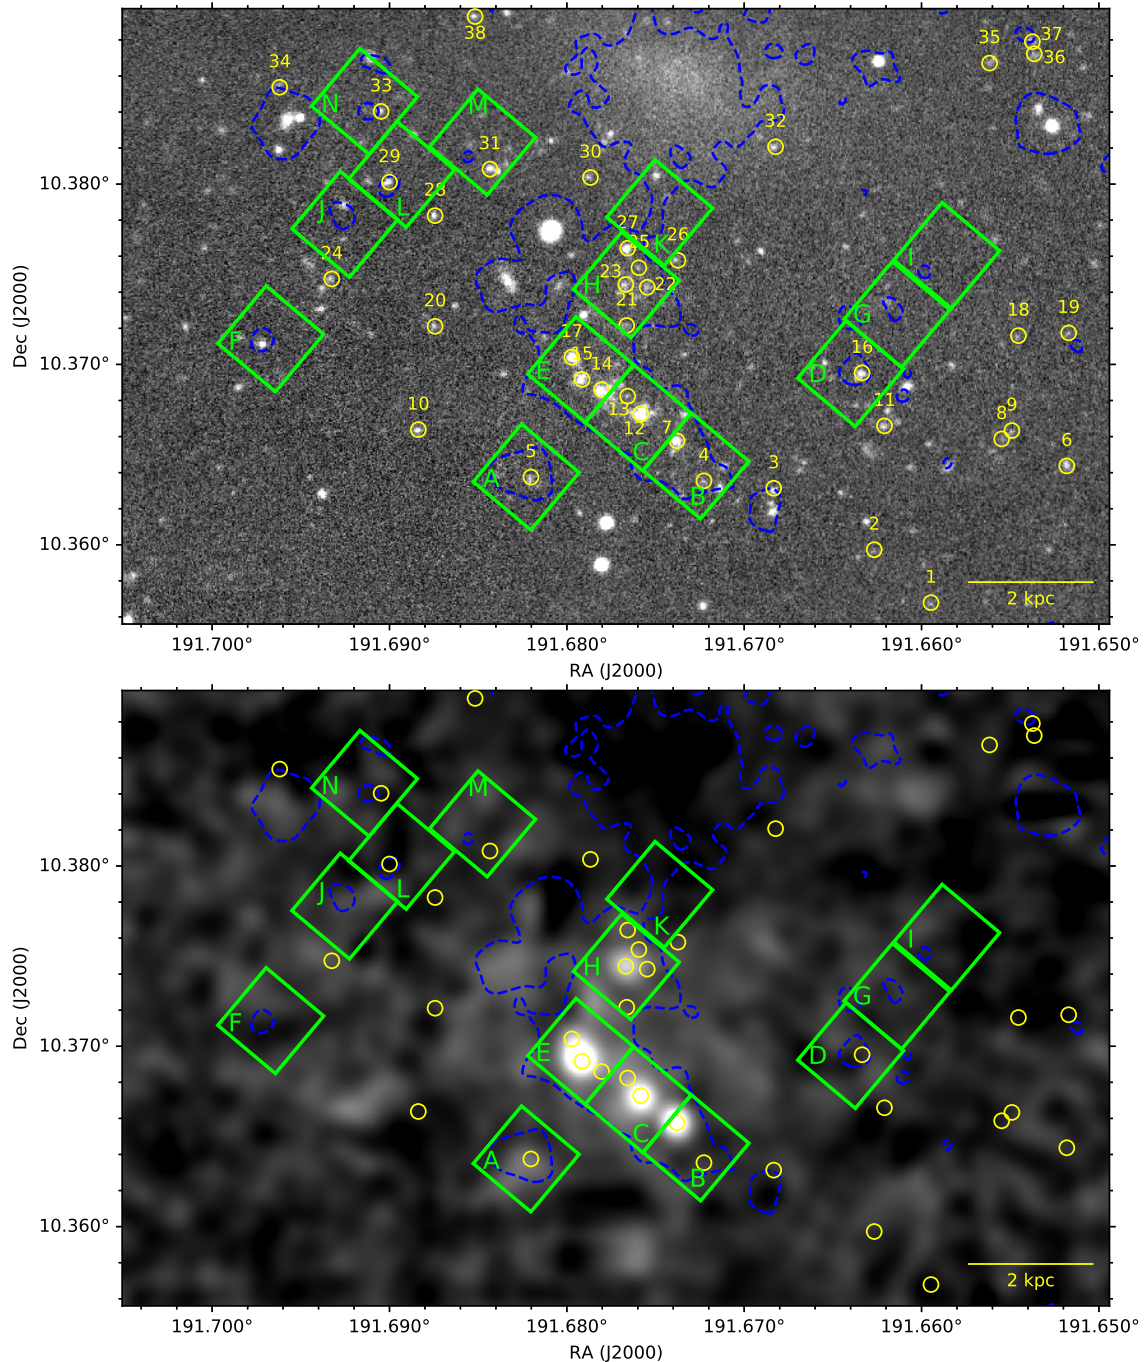 38
37
35
36
34
33
N
M
32
31
29
30
28
J
L
27
26
25
K
24
I
23
H
22
21
20
G
18
19
F
17
15
E
14
16
D
13
11
10
12
7
C
9
8
5
4
3
6
A
B
2
1
2 kpc
10.380°
10.370°
10.360°
Dec (J2000)
191.700°
191.690°
191.680°
191.670°
191.660°
191.650°
RA (J2000)
N
M
J
L
K
I
H
G
F
E
D
C
A
B
2 kpc
10.380°
10.370°
10.360°
Dec (J2000)
191.700°
191.690°
191.680°
191.670°
191.660°
191.650°
RA (J2000)